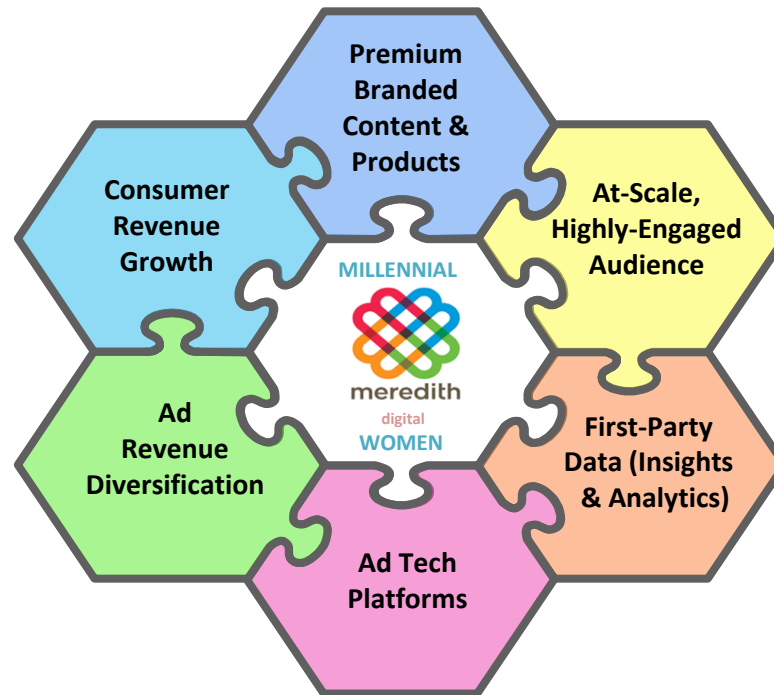 Premium
Branded
Content &
Products
At-Scale,
Highly-Engaged
Audience
First-Party
Data (Insights
& Analytics)
Ad Tech
Platforms
Ad
Revenue
Diversification
Consumer
Revenue
Growth
MILLENNIAL
meredith
digital
WOMEN